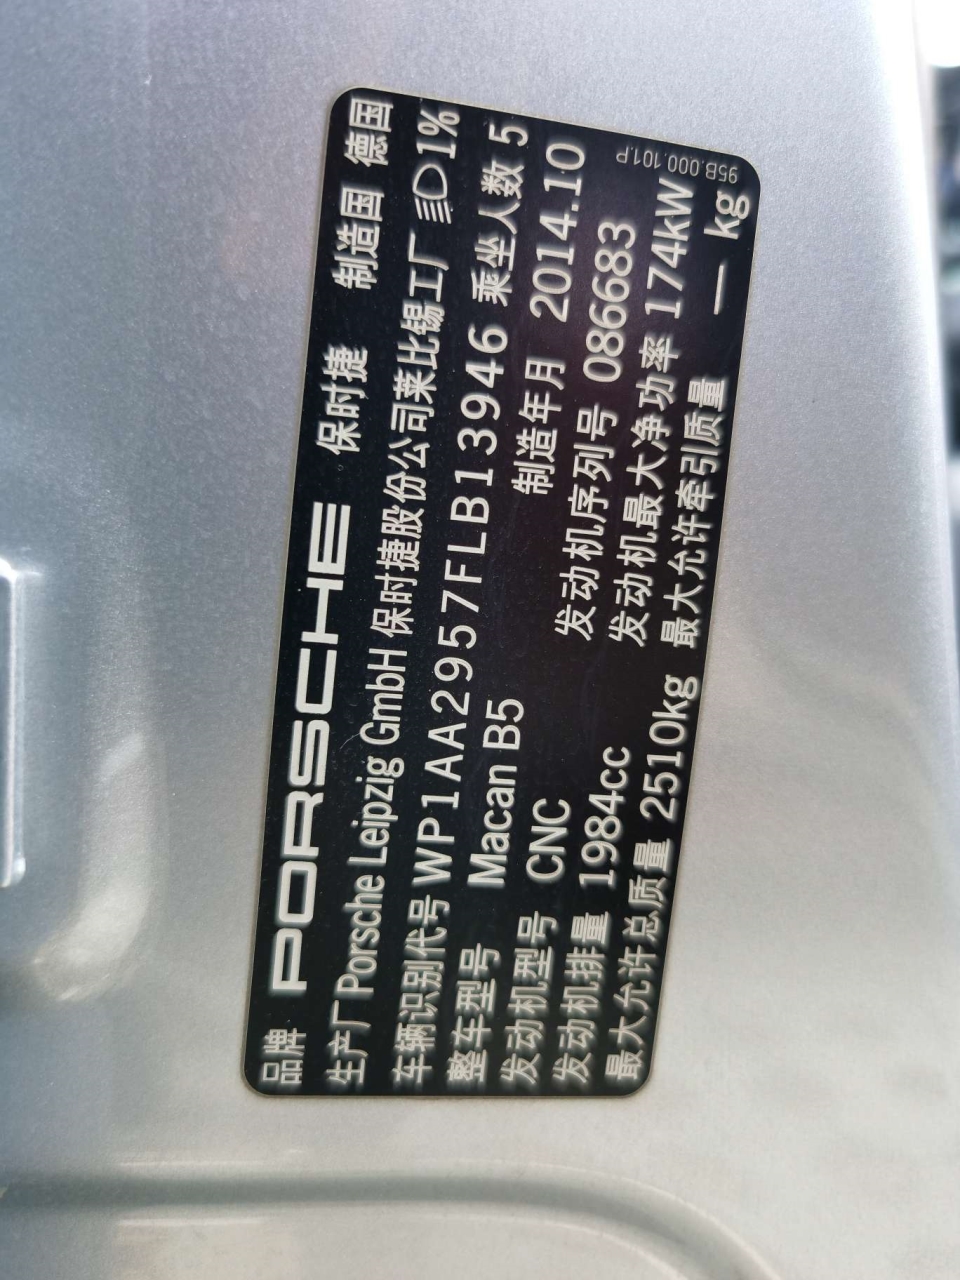 品牌 PORSCHE 保时捷 制造国 德国
生产厂 Porsche Leipzig GmbH 保时捷股份公司莱比锡工厂 1%
车辆识别代号 WP1AA2957FLB13946 乘坐人数 5
整车型号 Macan B5 制造年月 2014.10
发动机型号 CNC 发动机序列号 086683
发动机排量 1984cc 发动机最大净功率 174kW
最大允许总质量 2510kg 最大允许牵引质量 — kg
95B.000.101.P